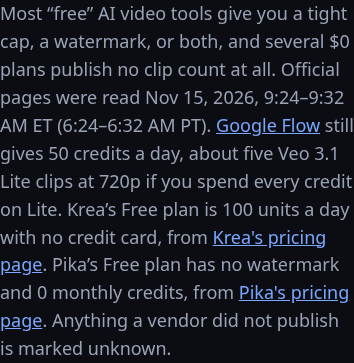 Most “free” AI video tools give you a tight
cap, a watermark, or both, and several $0
plans publish no clip count at all. Official
pages were read Nov 15, 2026, 9:24–9:32
AM ET (6:24–6:32 AM PT). Google Flow still
gives 50 credits a day, about five Veo 3.1
Lite clips at 720p if you spend every credit
on Lite. Krea’s Free plan is 100 units a day
with no credit card, from Krea's pricing
page. Pika’s Free plan has no watermark
and 0 monthly credits, from Pika's pricing
page. Anything a vendor did not publish
is marked unknown.